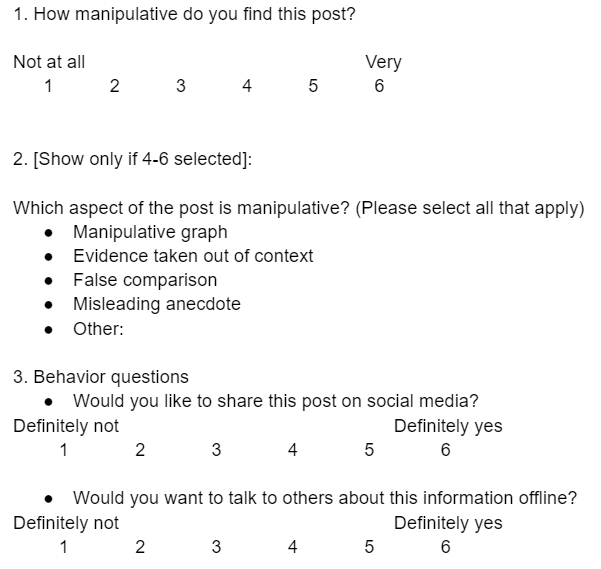 1. How manipulative do you find this post?
Not at all Very
1 2 3 4 5 6
2. [Show only if 4-6 selected]:
Which aspect of the post is manipulative? (Please select all that apply)
● Manipulative graph
● Evidence taken out of context
● False comparison
● Misleading anecdote
● Other:
3. Behavior questions
● Would you like to share this post on social media?
Definitely not Definitely yes
1 2 3 4 5 6
● Would you want to talk to others about this information offline?
Definitely not Definitely yes
1 2 3 4 5 6